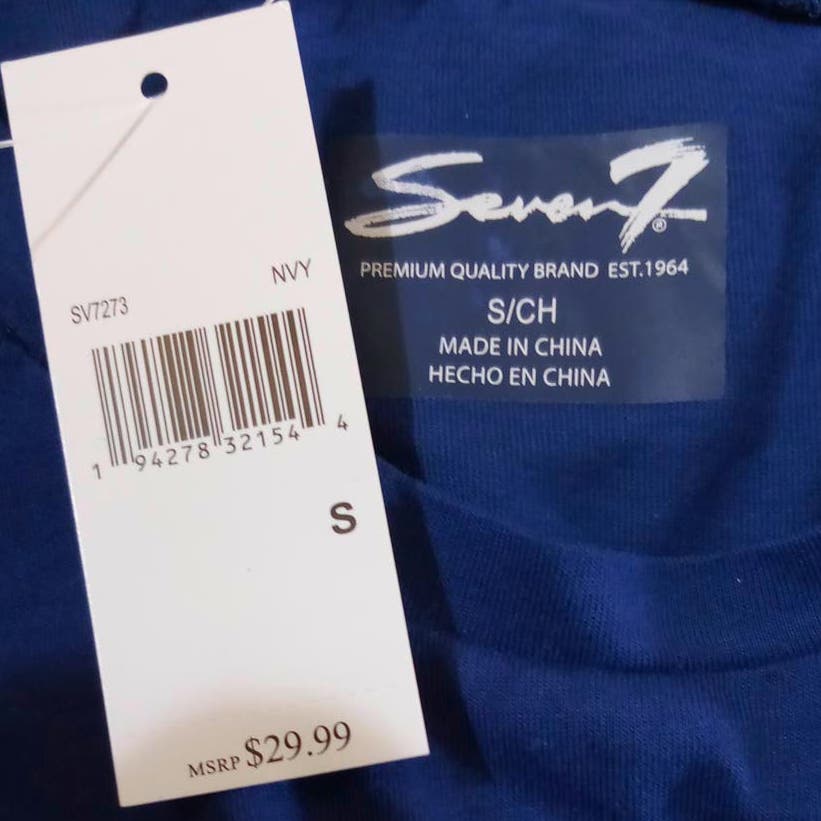 NVY
SV7273
1 94278 32154 4
S
MSRP $29.99
Seven7®
PREMIUM QUALITY BRAND EST.1964
S/CH
MADE IN CHINA
HECHO EN CHINA